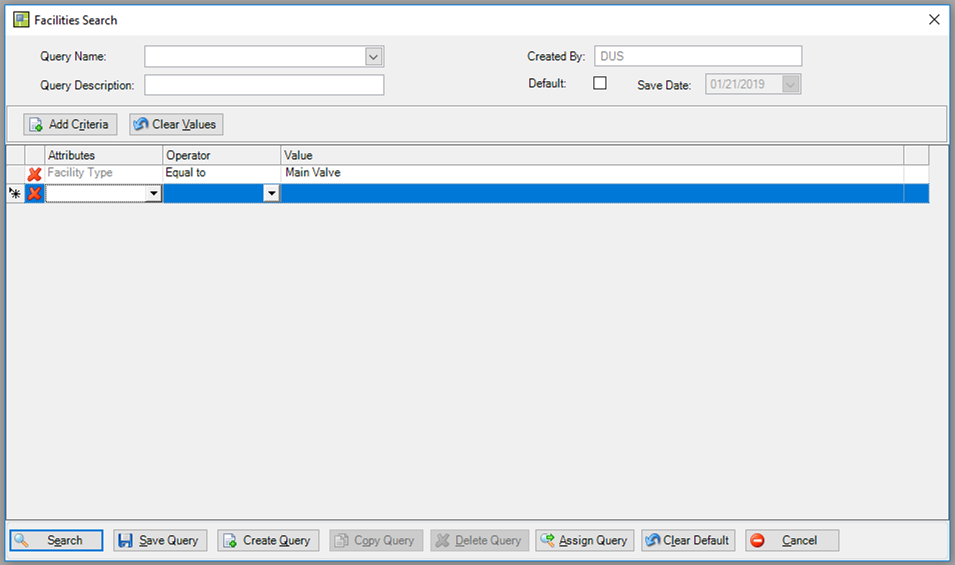 Facilities Search
Query Name:
Created By: DUS
Query Description:
Default:
Save Date: 01/21/2019
Add Criteria
Clear Values
Attributes Operator Value
Facility Type Equal to Main Valve
Search Save Query Create Query Copy Query Delete Query Assign Query Clear Default Cancel